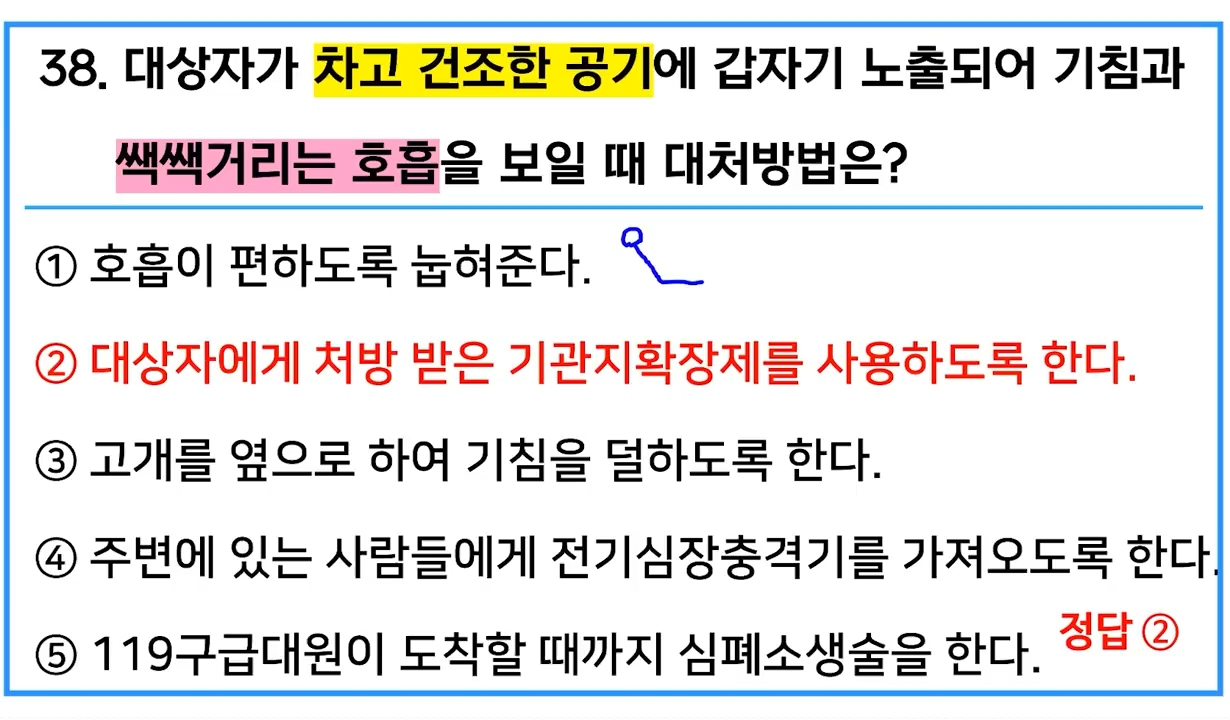 38. 대상자가 차고 건조한 공기에 갑자기 노출되어 기침과
쌕쌕거리는 호흡을 보일 때 대처방법은?
① 호흡이 편하도록 눕혀준다.
② 대상자에게 처방 받은 기관지확장제를 사용하도록 한다.
③ 고개를 옆으로 하여 기침을 덜하도록 한다.
④ 주변에 있는 사람들에게 전기심장충격기를 가져오도록 한다.
⑤ 119구급대원이 도착할 때까지 심폐소생술을 한다.
정답 ②